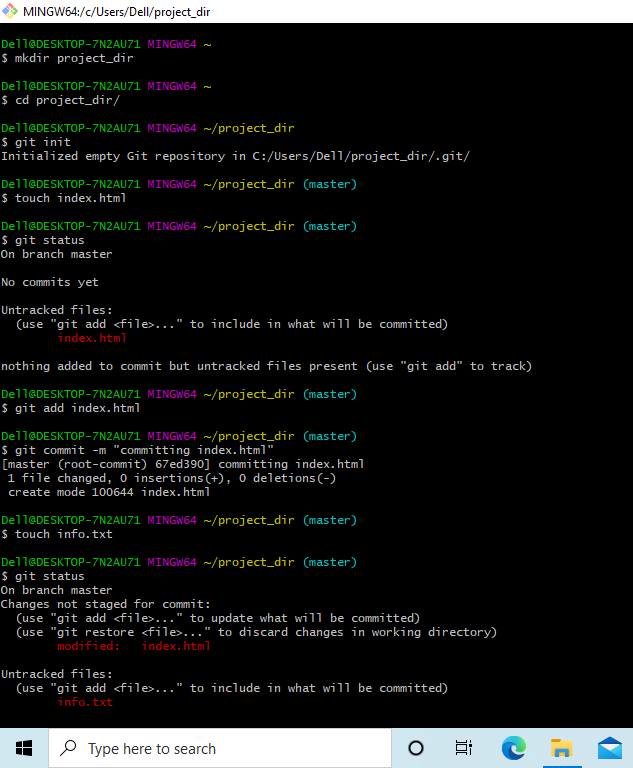 MINGW64:/c/Users/Dell/project_dir
Dell@DESKTOP-7N2AU71 MINGW64 ~
$ mkdir project_dir
Dell@DESKTOP-7N2AU71 MINGW64 ~
$ cd project_dir/
Dell@DESKTOP-7N2AU71 MINGW64 ~/project_dir
$ git init
Initialized empty Git repository in C:/Users/Dell/project_dir/.git/
Dell@DESKTOP-7N2AU71 MINGW64 ~/project_dir (master)
$ touch index.html
Dell@DESKTOP-7N2AU71 MINGW64 ~/project_dir (master)
$ git status
On branch master
No commits yet
Untracked files:
  (use "git add <file>..." to include in what will be committed)
        index.html
nothing added to commit but untracked files present (use "git add" to track)
Dell@DESKTOP-7N2AU71 MINGW64 ~/project_dir (master)
$ git add index.html
Dell@DESKTOP-7N2AU71 MINGW64 ~/project_dir (master)
$ git commit -m "committing index.html"
[master (root-commit) 67ed390] committing index.html
 1 file changed, 0 insertions(+), 0 deletions(-)
 create mode 100644 index.html
Dell@DESKTOP-7N2AU71 MINGW64 ~/project_dir (master)
$ touch info.txt
Dell@DESKTOP-7N2AU71 MINGW64 ~/project_dir (master)
$ git status
On branch master
Changes not staged for commit:
  (use "git add <file>..." to update what will be committed)
  (use "git restore <file>..." to discard changes in working directory)
        modified:   index.html
Untracked files:
  (use "git add <file>..." to include in what will be committed)
        info.txt
Type here to search